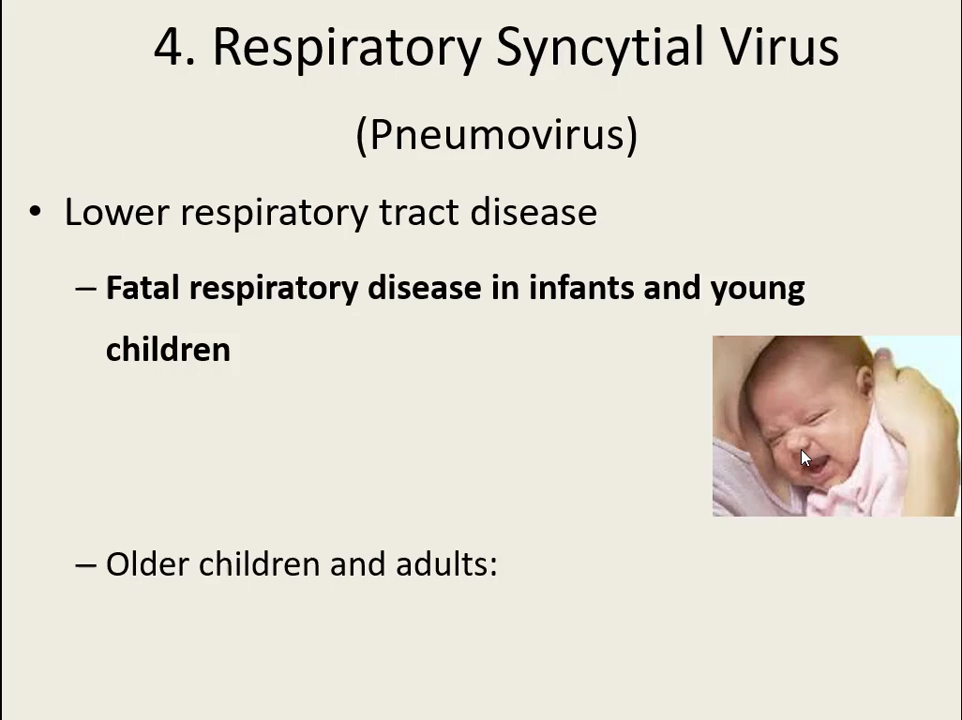 4. Respiratory Syncytial Virus
(Pneumovirus)
• Lower respiratory tract disease
– Fatal respiratory disease in infants and young
children
– Older children and adults: